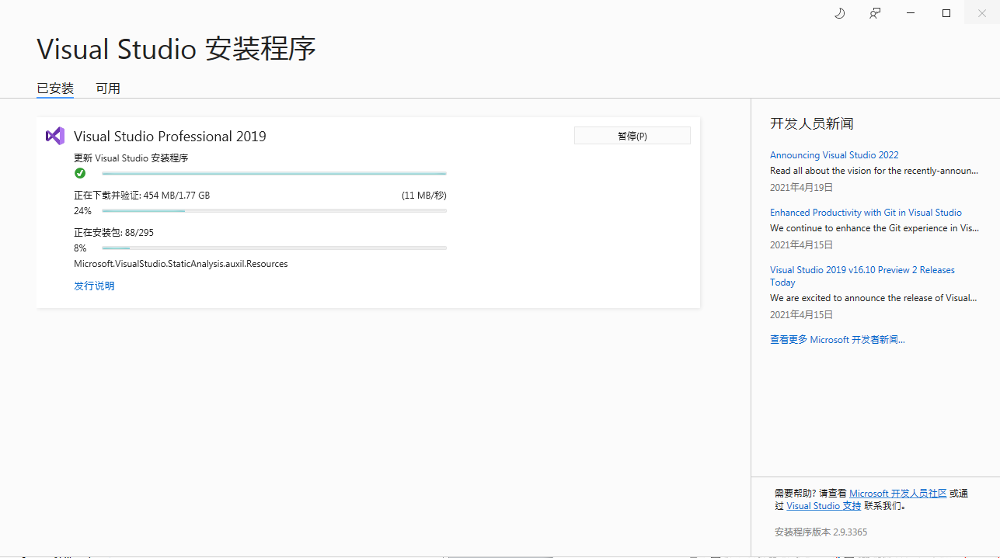 Visual Studio 安装程序
已安装 可用
Visual Studio Professional 2019
暂停(P)
更新 Visual Studio 安装程序
正在下载并验证: 454 MB/1.77 GB (11 MB/秒)
24%
正在安装包: 88/295
8%
Microsoft.VisualStudio.StaticAnalysis.auxil.Resources
发行说明
开发人员新闻
Announcing Visual Studio 2022
Read all about the vision for the recently-announ...
2021年4月19日
Enhanced Productivity with Git in Visual Studio
We continue to enhance the Git experience in Vis...
2021年4月15日
Visual Studio 2019 v16.10 Preview 2 Releases
Today
We are excited to announce the release of Visual...
2021年4月15日
查看更多 Microsoft 开发者新闻...
需要帮助? 请查看 Microsoft 开发人员社区 或通
过 Visual Studio 支持 联系我们。
安装程序版本 2.9.3365